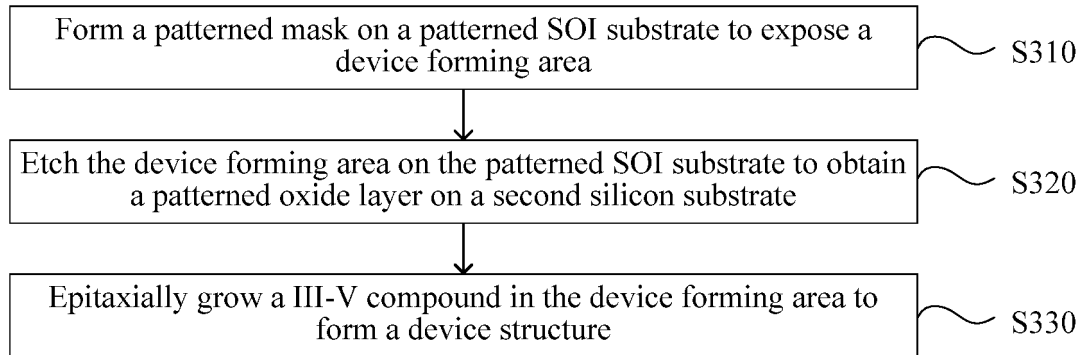 Form a patterned mask on a patterned SOI substrate to expose a
device forming area
S310
Etch the device forming area on the patterned SOI substrate to obtain
a patterned oxide layer on a second silicon substrate
S320
Epitaxially grow a III-V compound in the device forming area to
form a device structure
S330